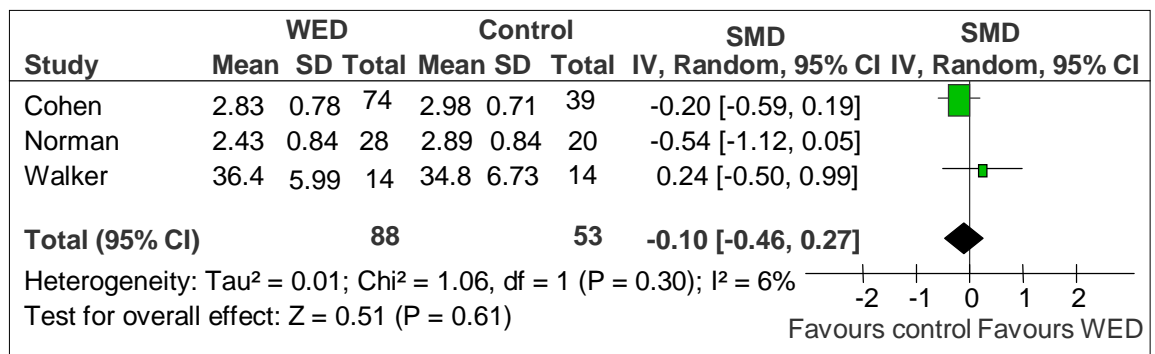 WED Control SMD SMD
Study Mean SD Total Mean SD Total IV, Random, 95% CI IV, Random, 95% CI
Cohen 2.83 0.78 74 2.98 0.71 39 -0.20 [-0.59, 0.19]
Norman 2.43 0.84 28 2.89 0.84 20 -0.54 [-1.12, 0.05]
Walker 36.4 5.99 14 34.8 6.73 14 0.24 [-0.50, 0.99]
Total (95% CI) 88 53 -0.10 [-0.46, 0.27]
Heterogeneity: Tau² = 0.01; Chi² = 1.06, df = 1 (P = 0.30); I² = 6%
Test for overall effect: Z = 0.51 (P = 0.61)
-2 -1 0 1 2
Favours control Favours WED